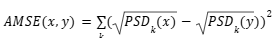 AMSE(x, y) = ∑ₖ(√PSDₖ(x) − √PSDₖ(y))²